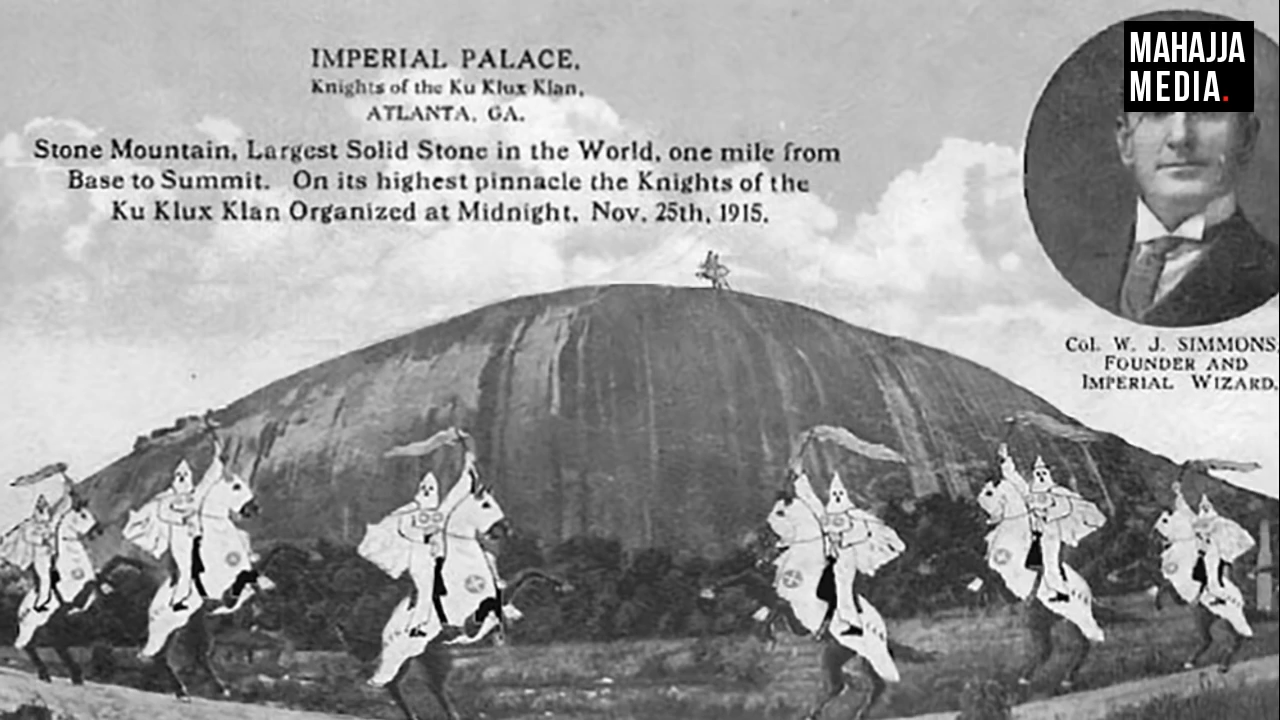 IMPERIAL PALACE,
Knights of the Ku Klux Klan,
ATLANTA, GA.
Stone Mountain, Largest Solid Stone in the World, one mile from
Base to Summit. On its highest pinnacle the Knights of the
Ku Klux Klan Organized at Midnight, Nov. 25th, 1915.
MAHAJJA
MEDIA.
Col. W. J. SIMMONS,
FOUNDER AND
IMPERIAL WIZARD.